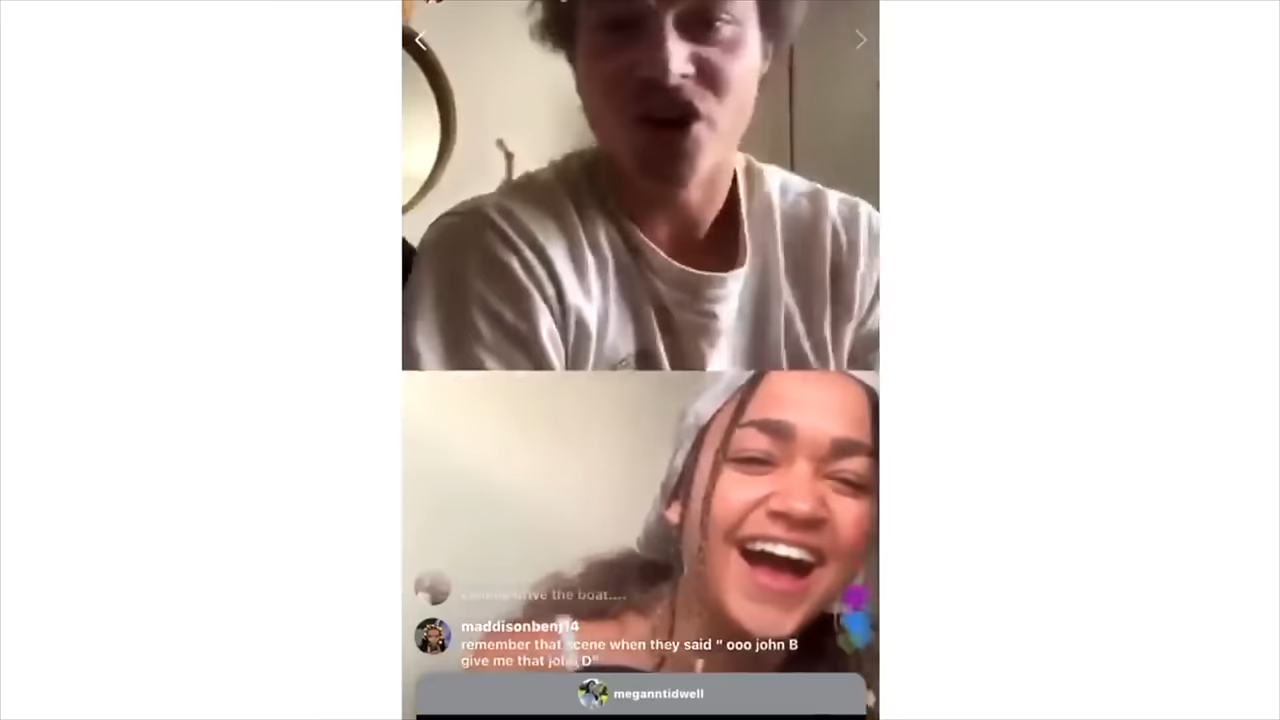 drive the boat....
maddisonbenj14
remember that scene when they said " ooo john B
give me that john D"
meganntidwell